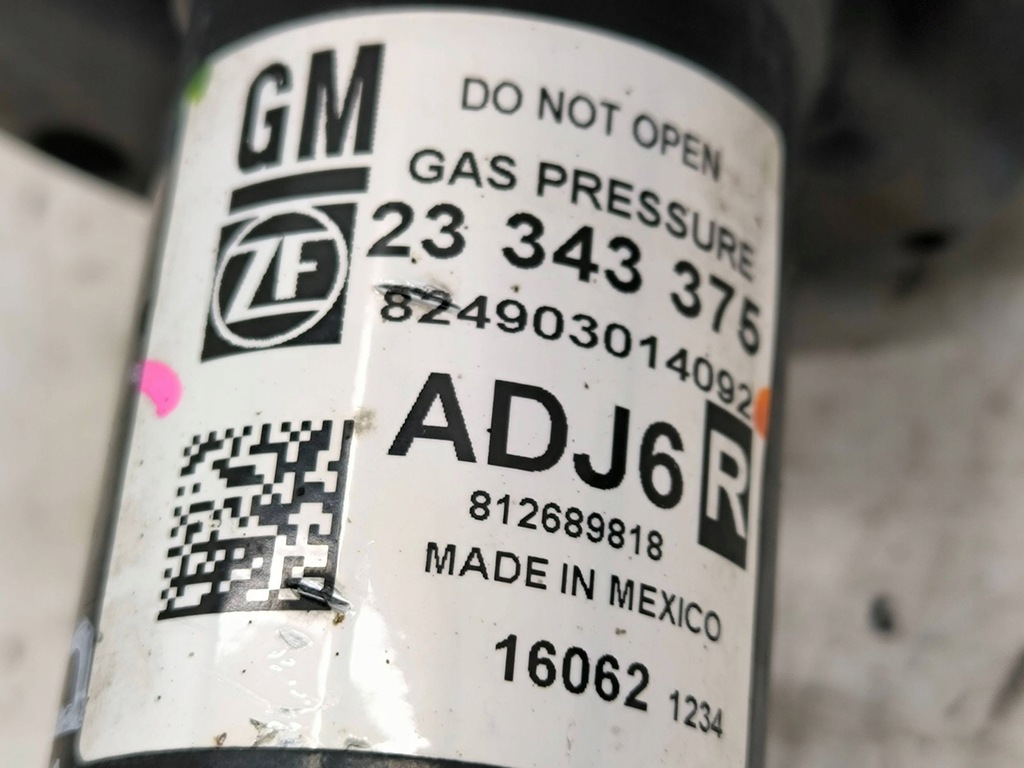 GM
DO NOT OPEN
GAS PRESSURE
ZF
23 343 375
824903014092
ADJ6 R
812689818
MADE IN MEXICO
16062 1234